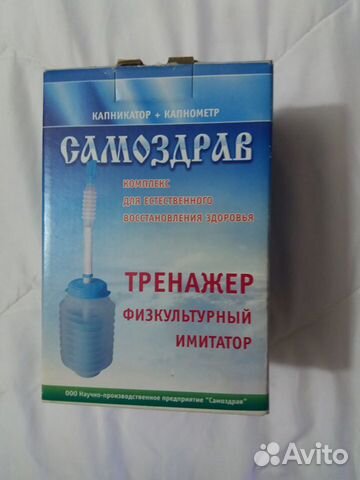 КАПНИКАТОР + КАПНОМЕТР
САМОЗДРАВ
КОМПЛЕКС
ДЛЯ ЕСТЕСТВЕННОГО
ВОССТАНОВЛЕНИЯ ЗДОРОВЬЯ
ТРЕНАЖЕР
ФИЗКУЛЬТУРНЫЙ
ИМИТАТОР
ООО Научно-производственное предприятие "Самоздрав"
Avito